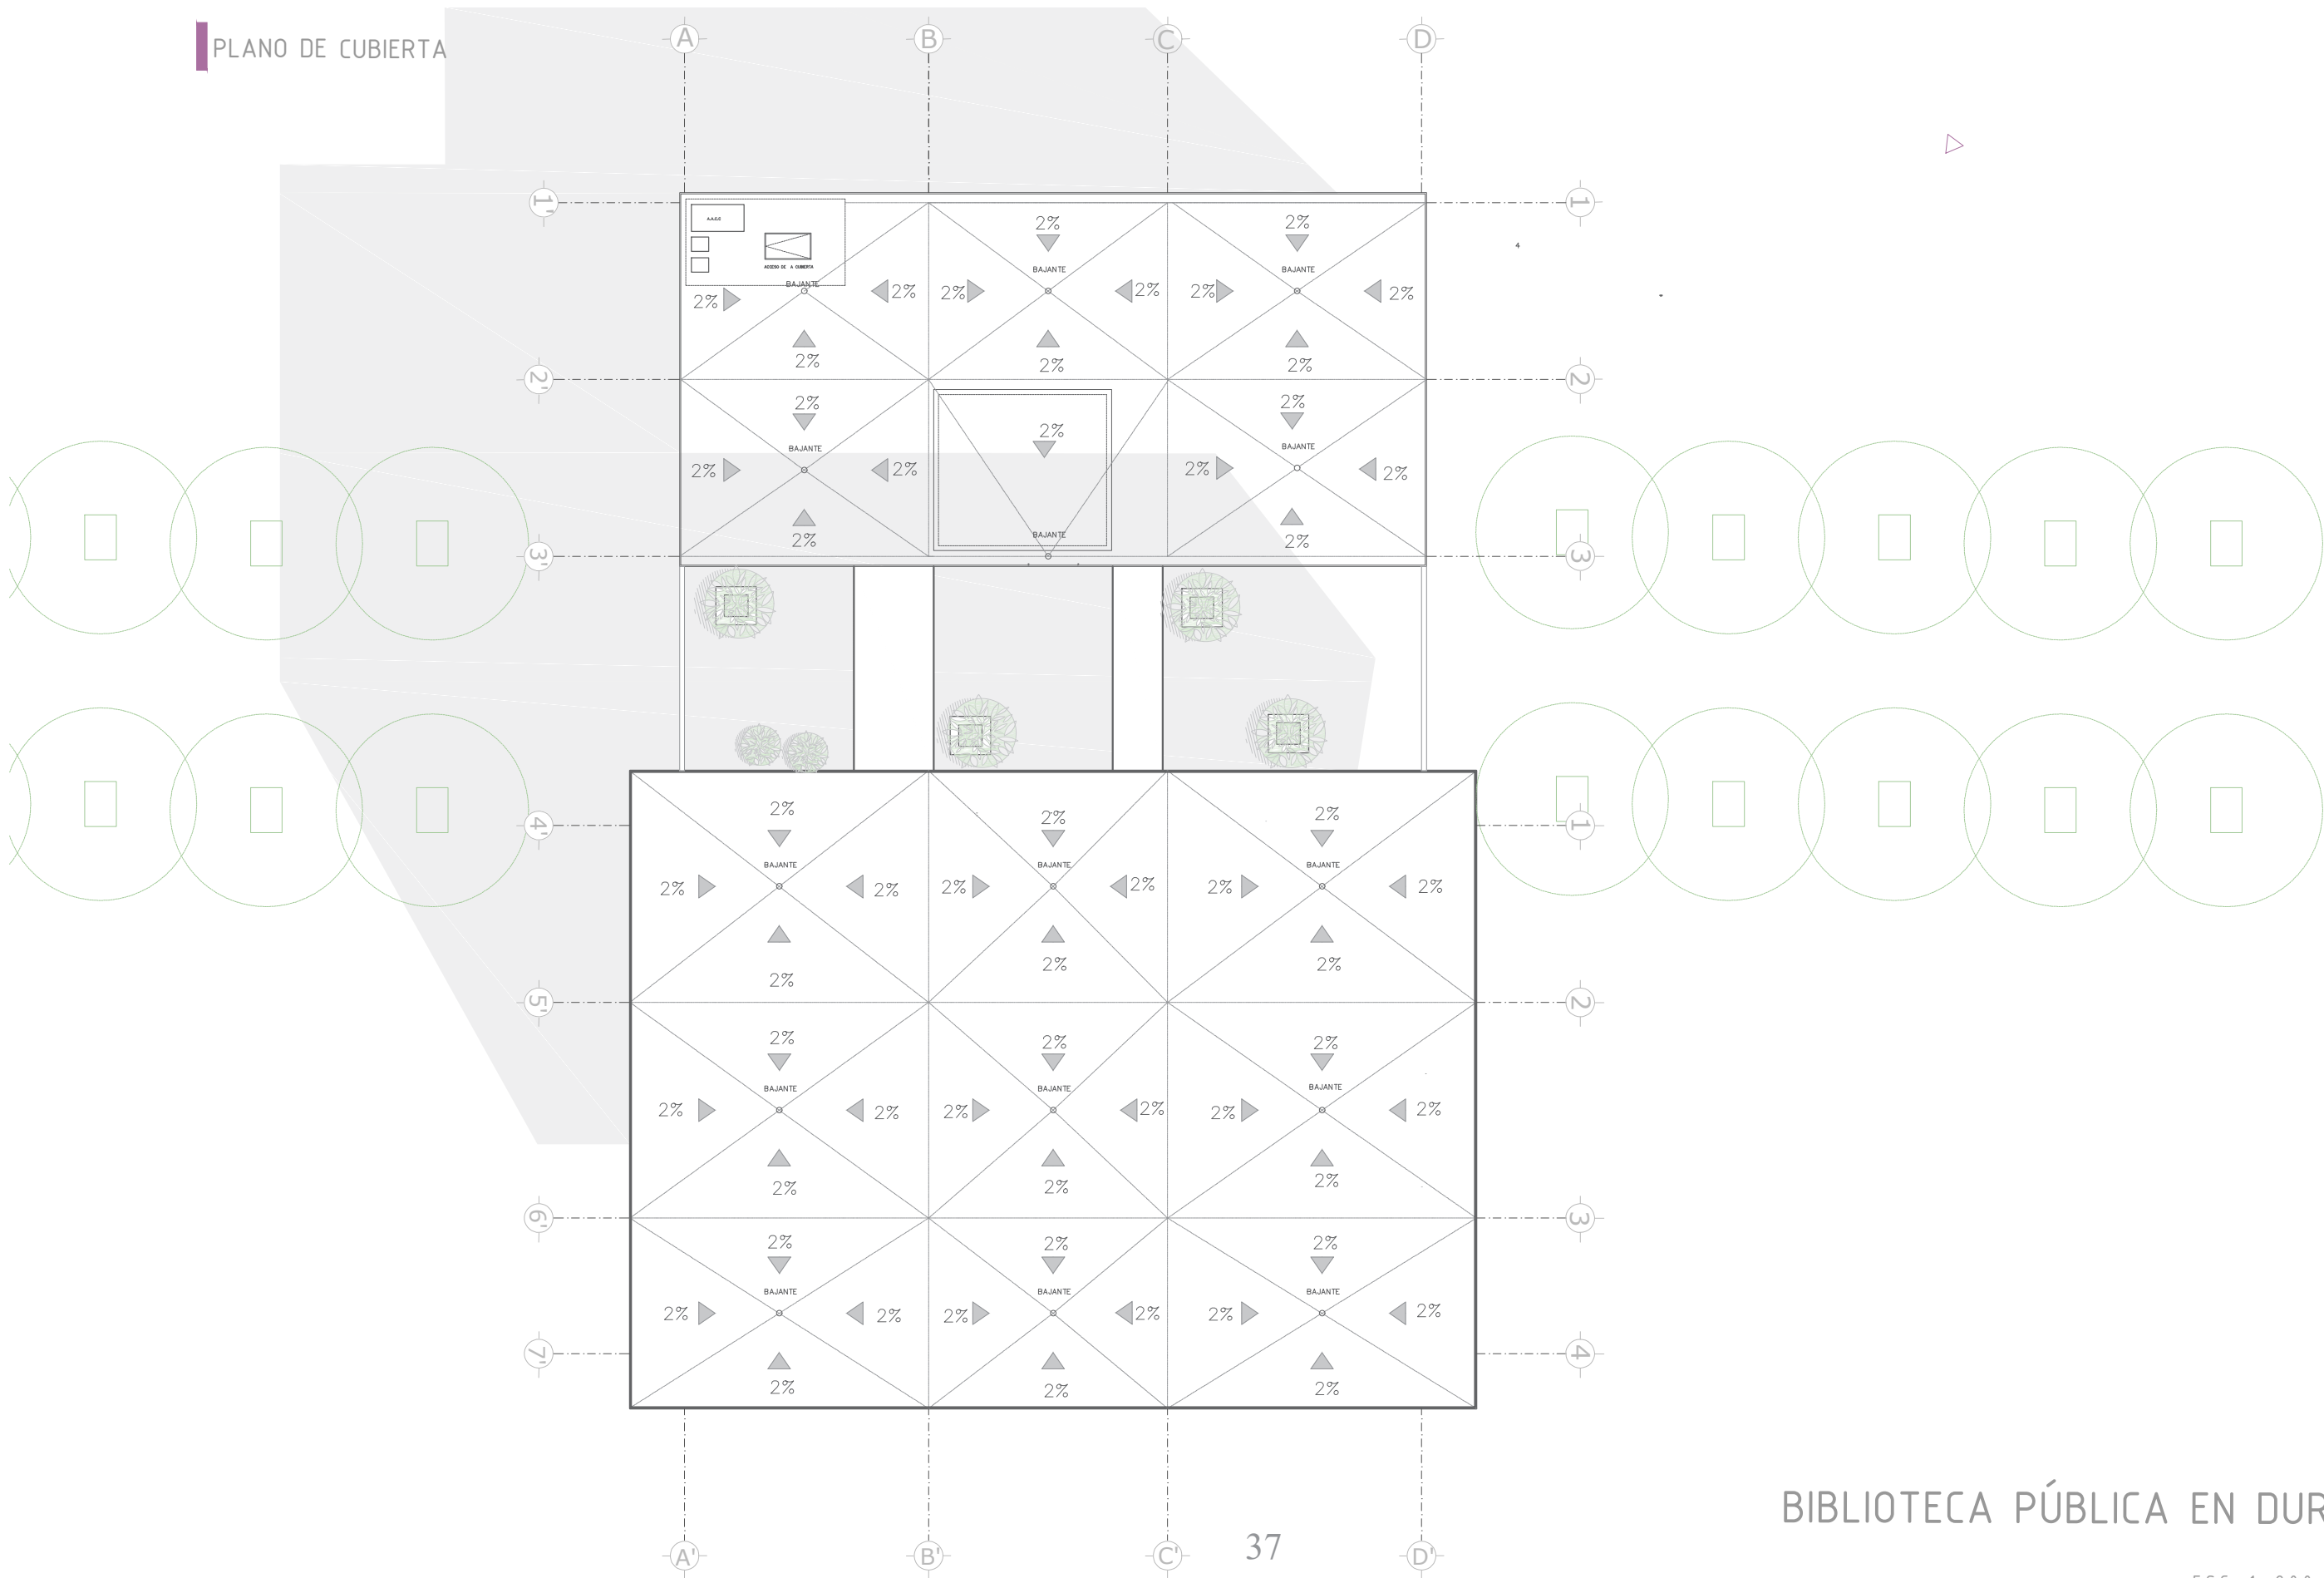 PLANO DE CUBIERTA
A B C D
1' 1
A.A.G.G
ACCESO DE A CUBIERTA
2% 2%
4
BAJANTE BAJANTE BAJANTE
2% 2% 2% 2% 2% 2%
2% 2% 2%
2' 2
2% 2% 2%
BAJANTE BAJANTE
2% 2% 2% 2%
BAJANTE
2% 2%
3' 3
2% 2% 2%
4' 1
BAJANTE BAJANTE BAJANTE
2% 2% 2% 2% 2% 2%
2% 2% 2%
5' 2
2% 2% 2%
BAJANTE BAJANTE BAJANTE
2% 2% 2% 2% 2% 2%
2% 2% 2%
6' 3
2% 2% 2%
BAJANTE BAJANTE BAJANTE
2% 2% 2% 2% 2% 2%
7' 4
2% 2% 2%
BIBLIOTECA PÚBLICA EN DUR
A' B' C' D'
37